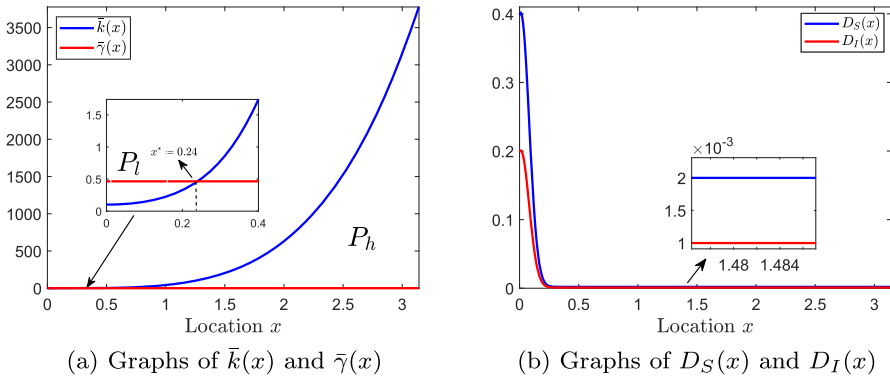 k̄(x)
γ̄(x)
3500
3000
2500
2000
1500
1000
500
0
1.5
1
0.5
0
0 0.2 0.4
P_l
x* := 0.24
P_h
0 0.5 1 1.5 2 2.5 3
Location x
(a) Graphs of k̄(x) and γ̄(x)
D_S(x)
D_I(x)
0.4
0.3
0.2
0.1
0
×10⁻³
2
1.5
1
1.48 1.484
0 0.5 1 1.5 2 2.5 3
Location x
(b) Graphs of D_S(x) and D_I(x)